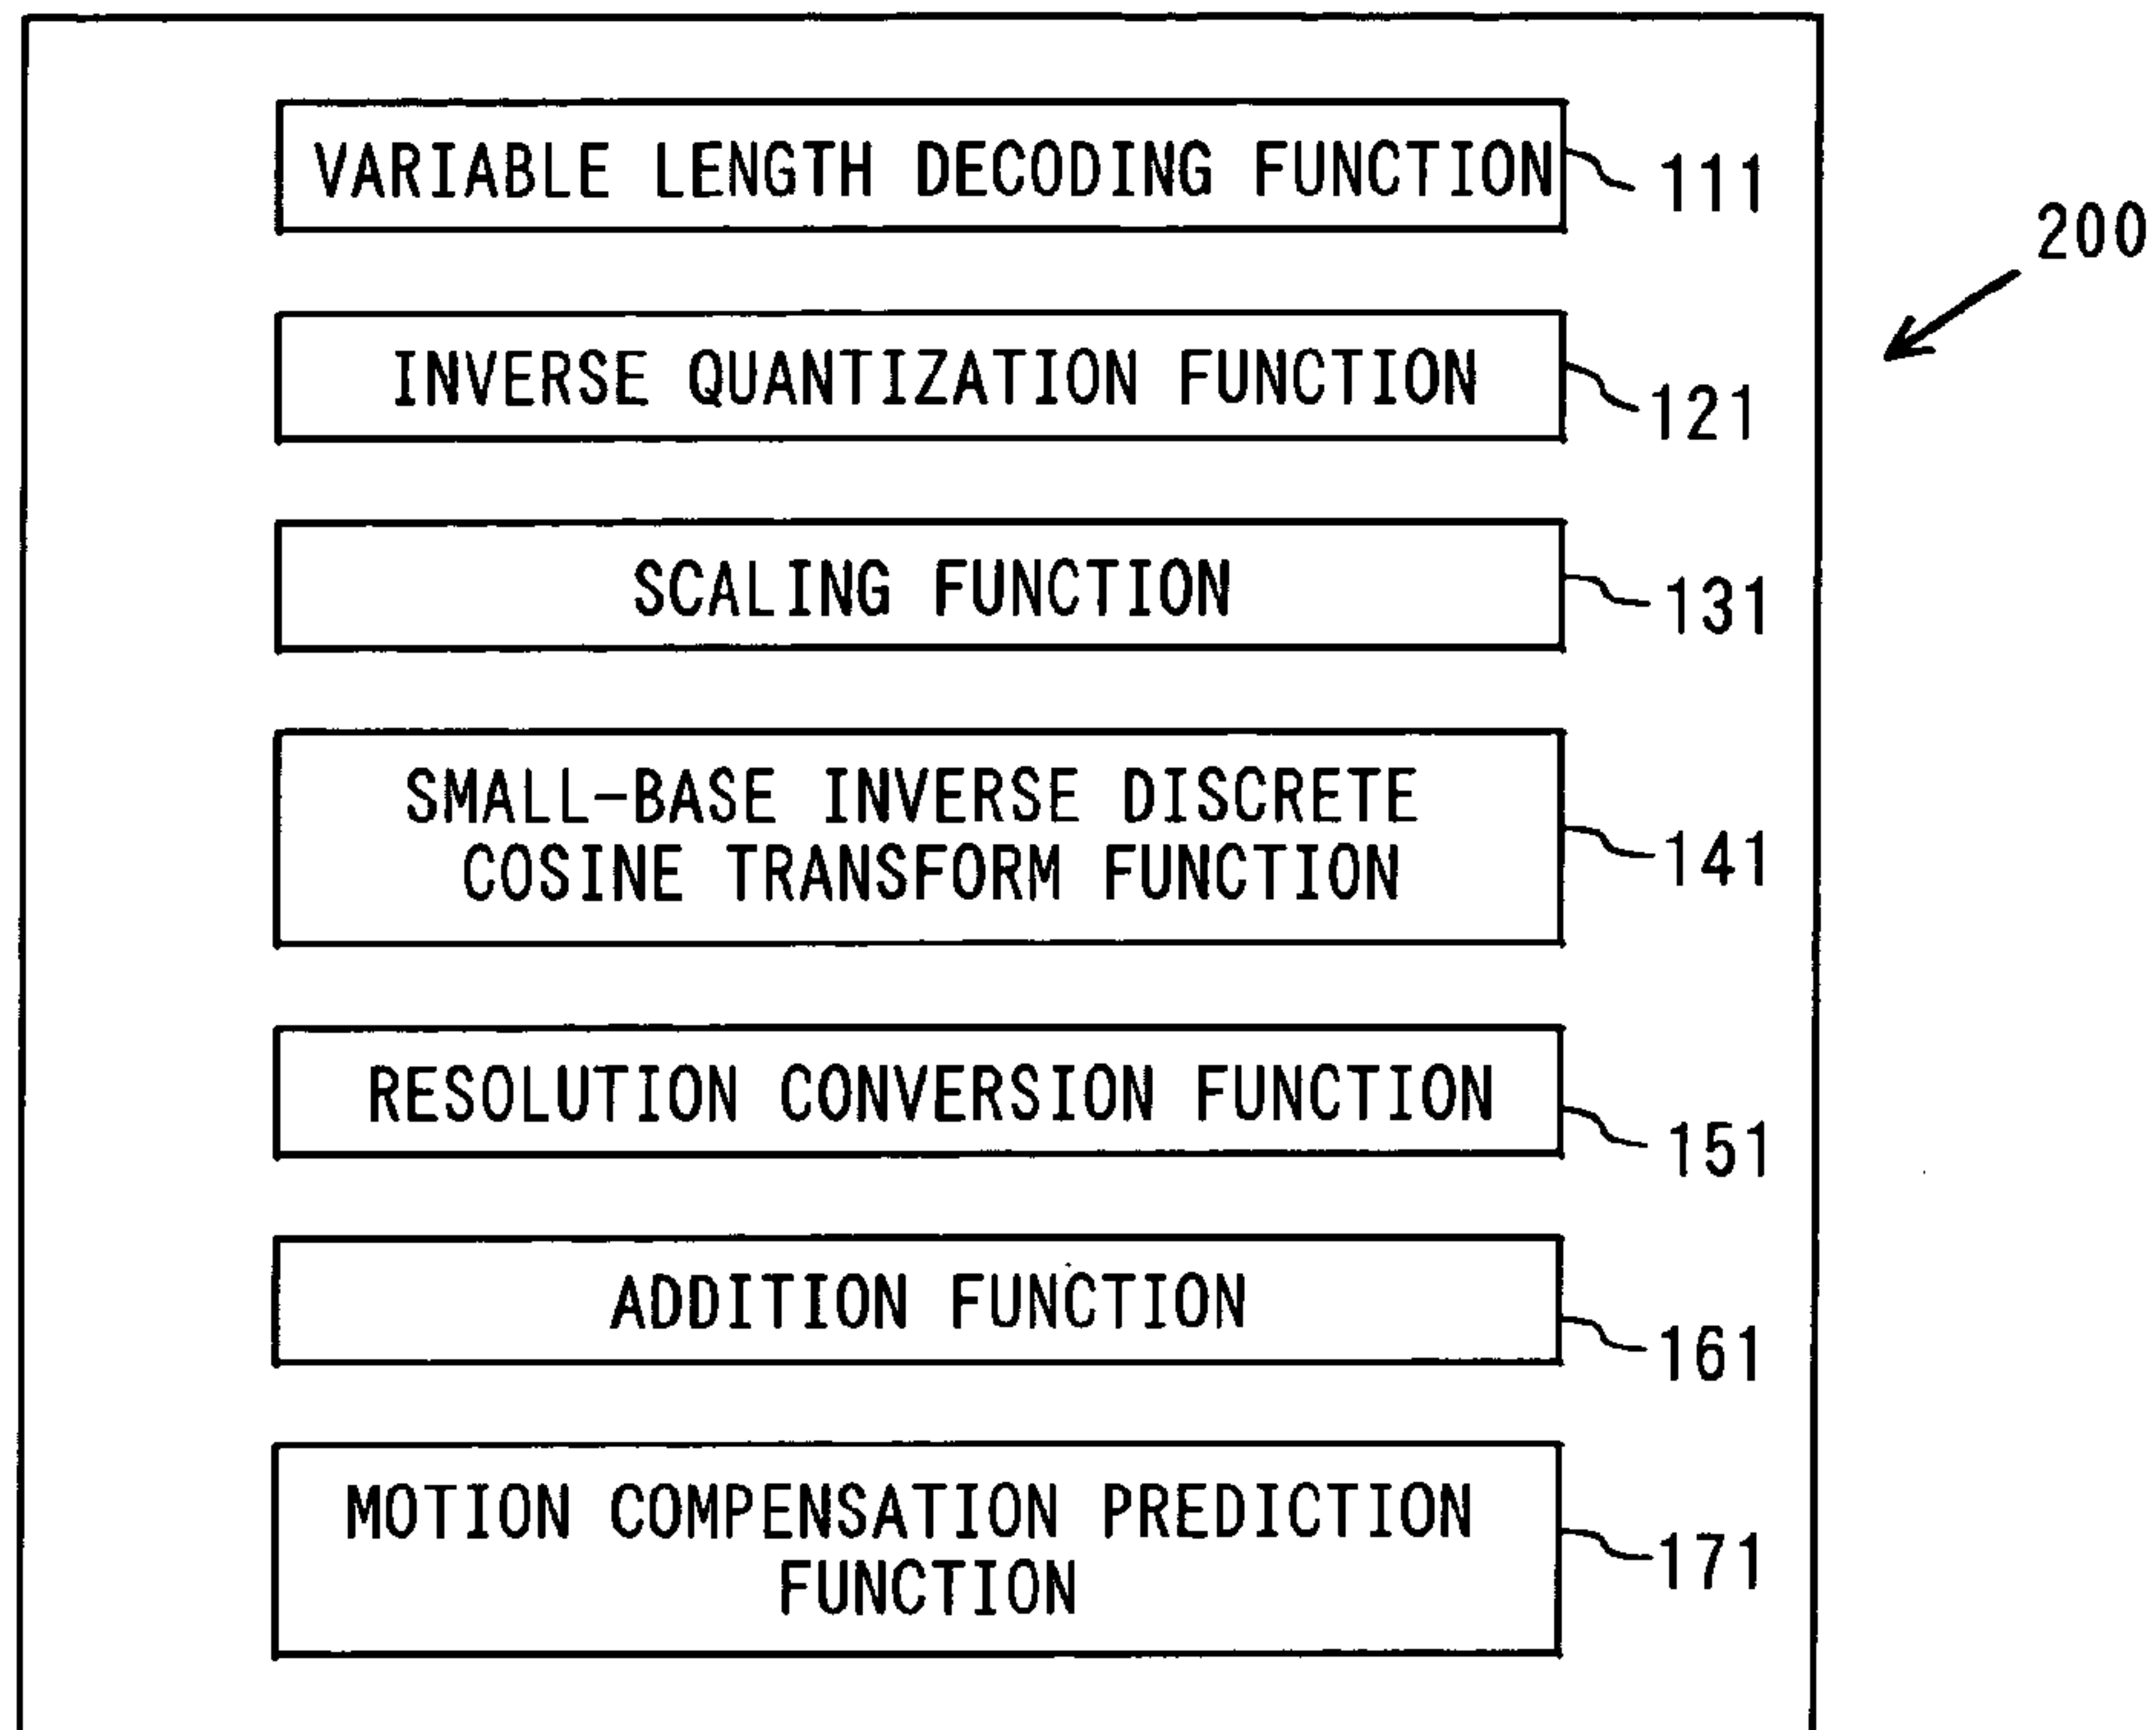 VARIABLE LENGTH DECODING FUNCTION
111
200
INVERSE QUANTIZATION FUNCTION
121
SCALING FUNCTION
131
SMALL-BASE INVERSE DISCRETE
COSINE TRANSFORM FUNCTION
141
RESOLUTION CONVERSION FUNCTION
151
ADDITION FUNCTION
161
MOTION COMPENSATION PREDICTION
FUNCTION
171